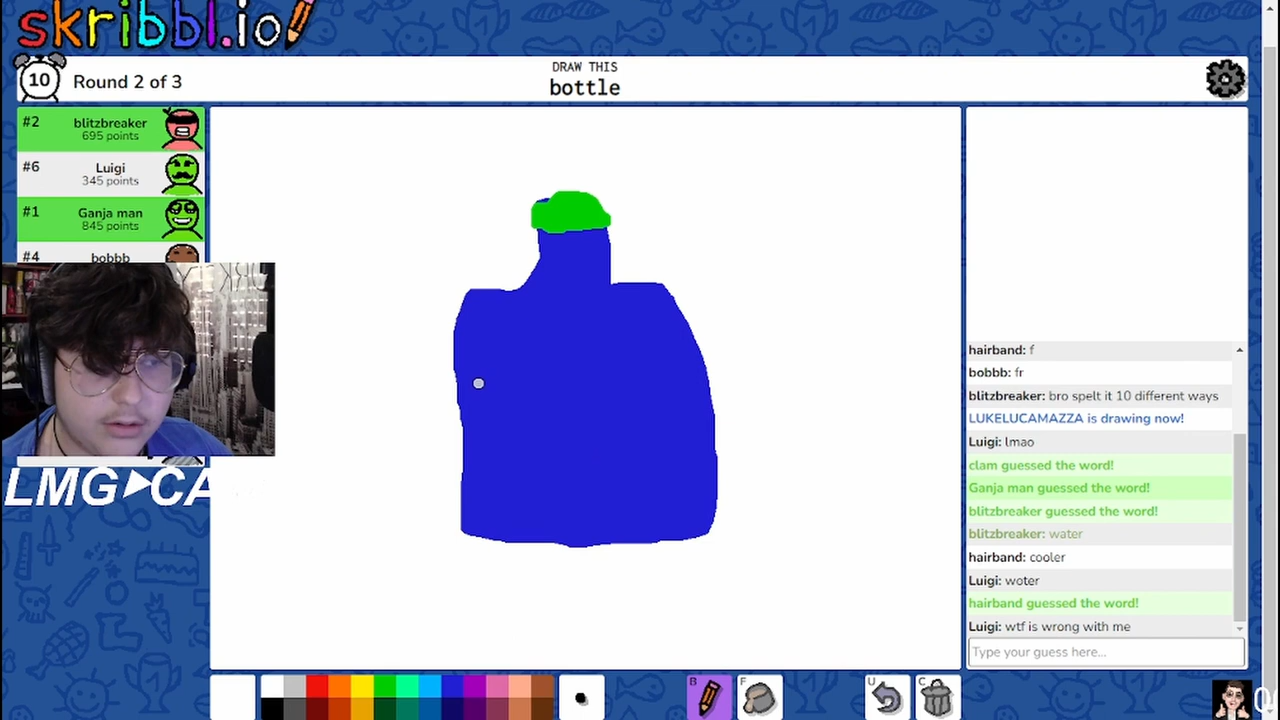 skribbl.io
10
Round 2 of 3
DRAW THIS
bottle
#2
blitzbreaker
695 points
#6
Luigi
345 points
#1
Ganja man
845 points
#4
bobbb
LMG▶CA
hairband: f
bobbb: fr
blitzbreaker: bro spelt it 10 different ways
LUKELUCAMAZZA is drawing now!
Luigi: lmao
clam guessed the word!
Ganja man guessed the word!
blitzbreaker guessed the word!
blitzbreaker: water
hairband: cooler
Luigi: woter
hairband guessed the word!
Luigi: wtf is wrong with me
Type your guess here...
B
F
U
C